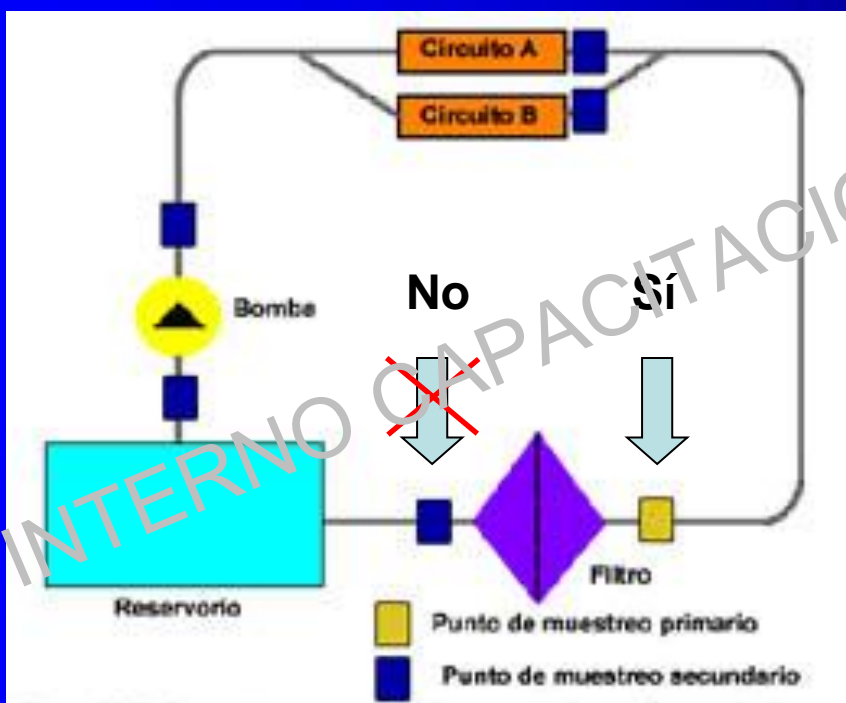 Circuito A
Circuito B
Bomba
No
Sí
INTERNO CAPACITACIO
Filtro
Reservorio
Punto de muestreo primario
Punto de muestreo secundario